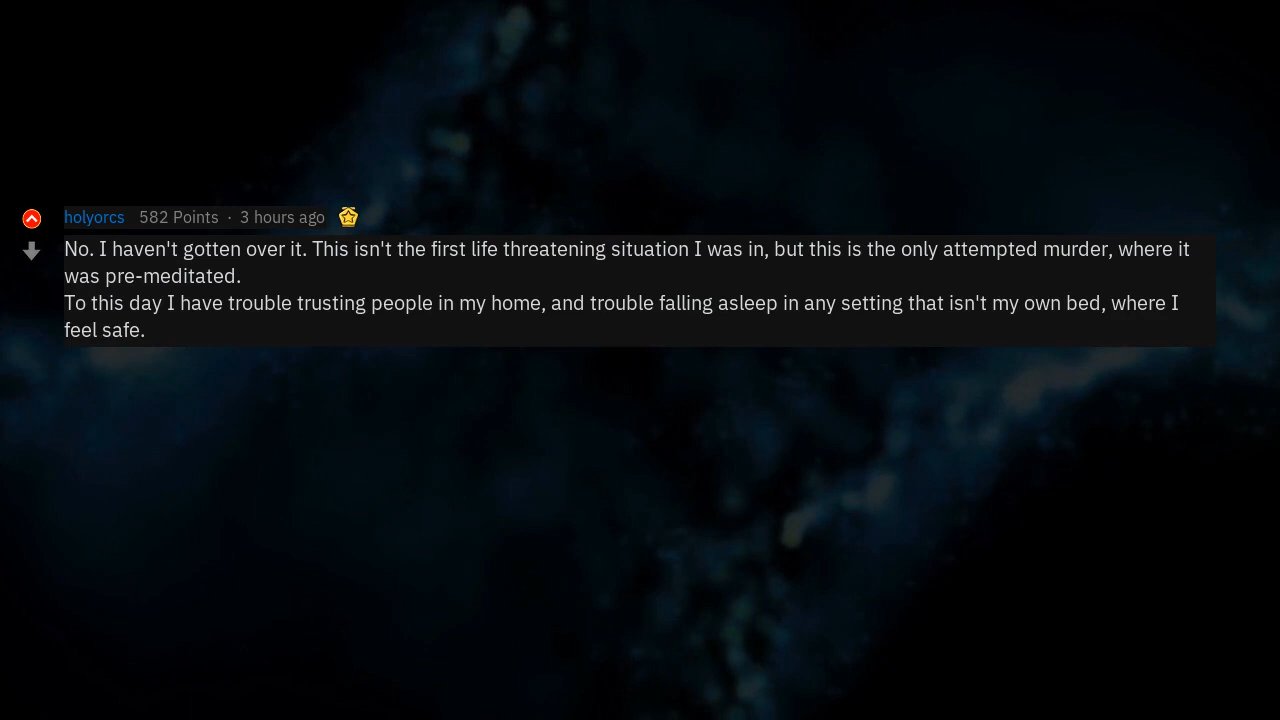 holyorcs 582 Points · 3 hours ago
No. I haven't gotten over it. This isn't the first life threatening situation I was in, but this is the only attempted murder, where it
was pre-meditated.
To this day I have trouble trusting people in my home, and trouble falling asleep in any setting that isn't my own bed, where I
feel safe.